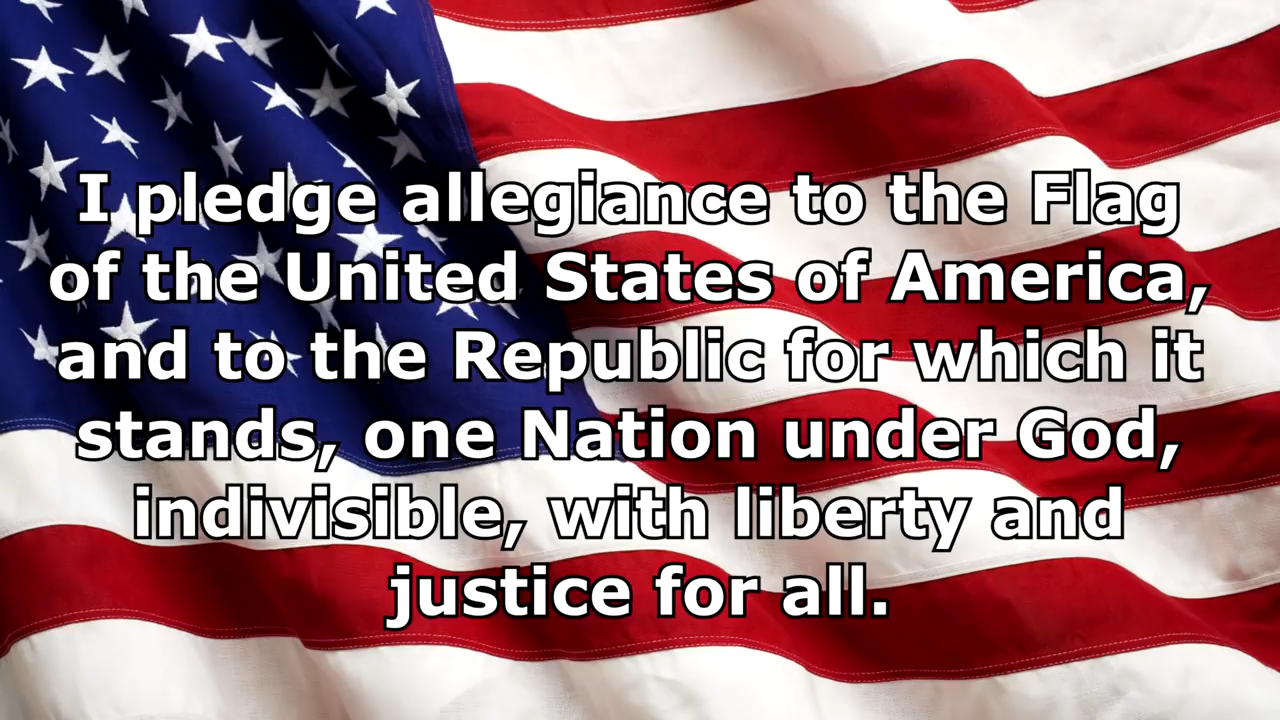 I pledge allegiance to the Flag
of the United States of America,
and to the Republic for which it
stands, one Nation under God,
indivisible, with liberty and
justice for all.